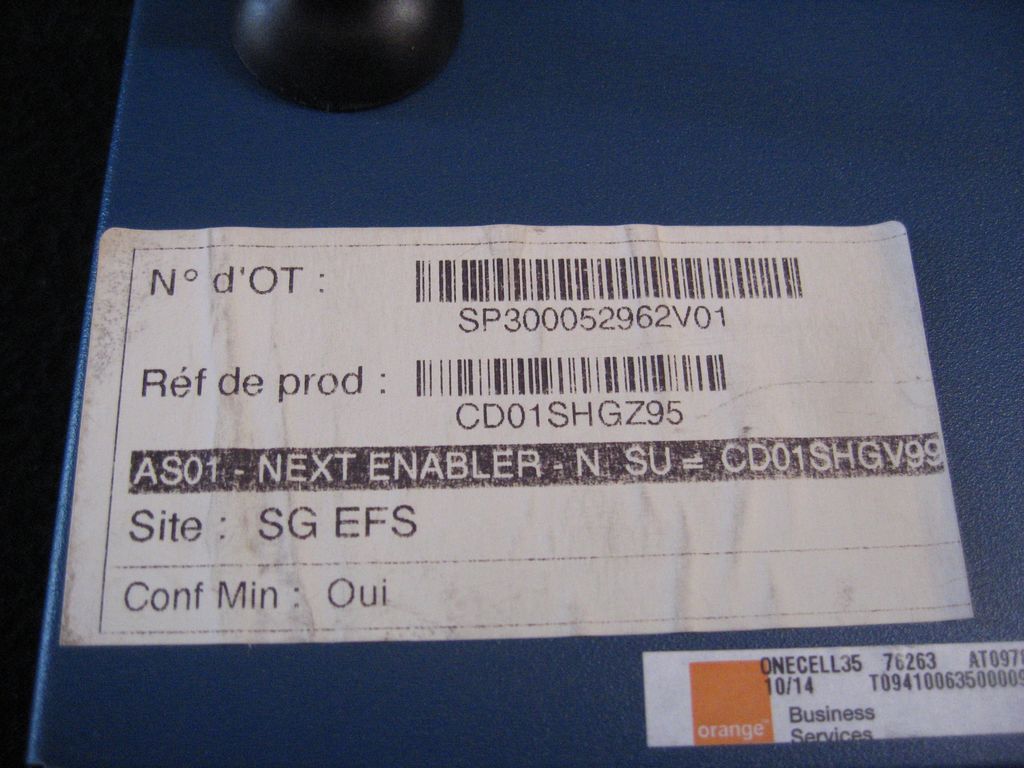 N° d'OT :
SP300052962V01
Réf de prod :
CD01SHGZ95
AS01 - NEXT ENABLER - N SU = CD01SHGV99
Site : SG EFS
Conf Min : Oui
ONECELL35 76263 AT097
10/14 T0941006350000
orange™
Business
Services